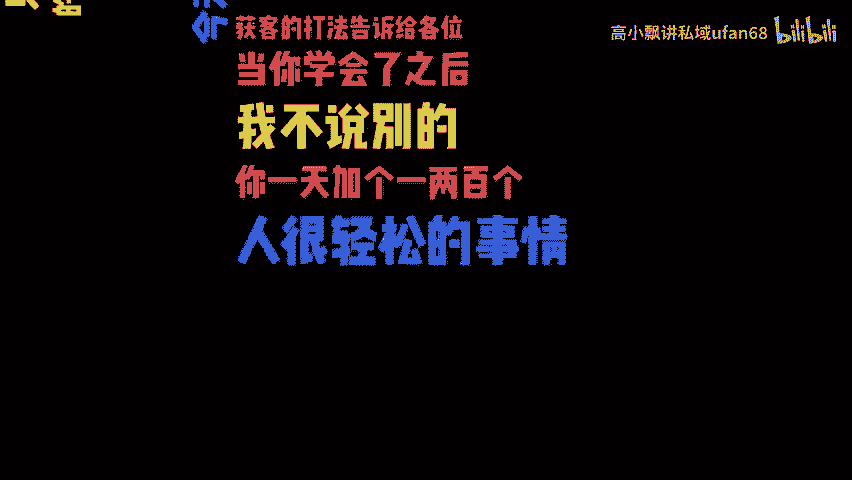 高小飘讲私域ufan68 bilibili
获客的打法告诉给各位
当你学会了之后
我不说别的
你一天加个一两百个
人很轻松的事情